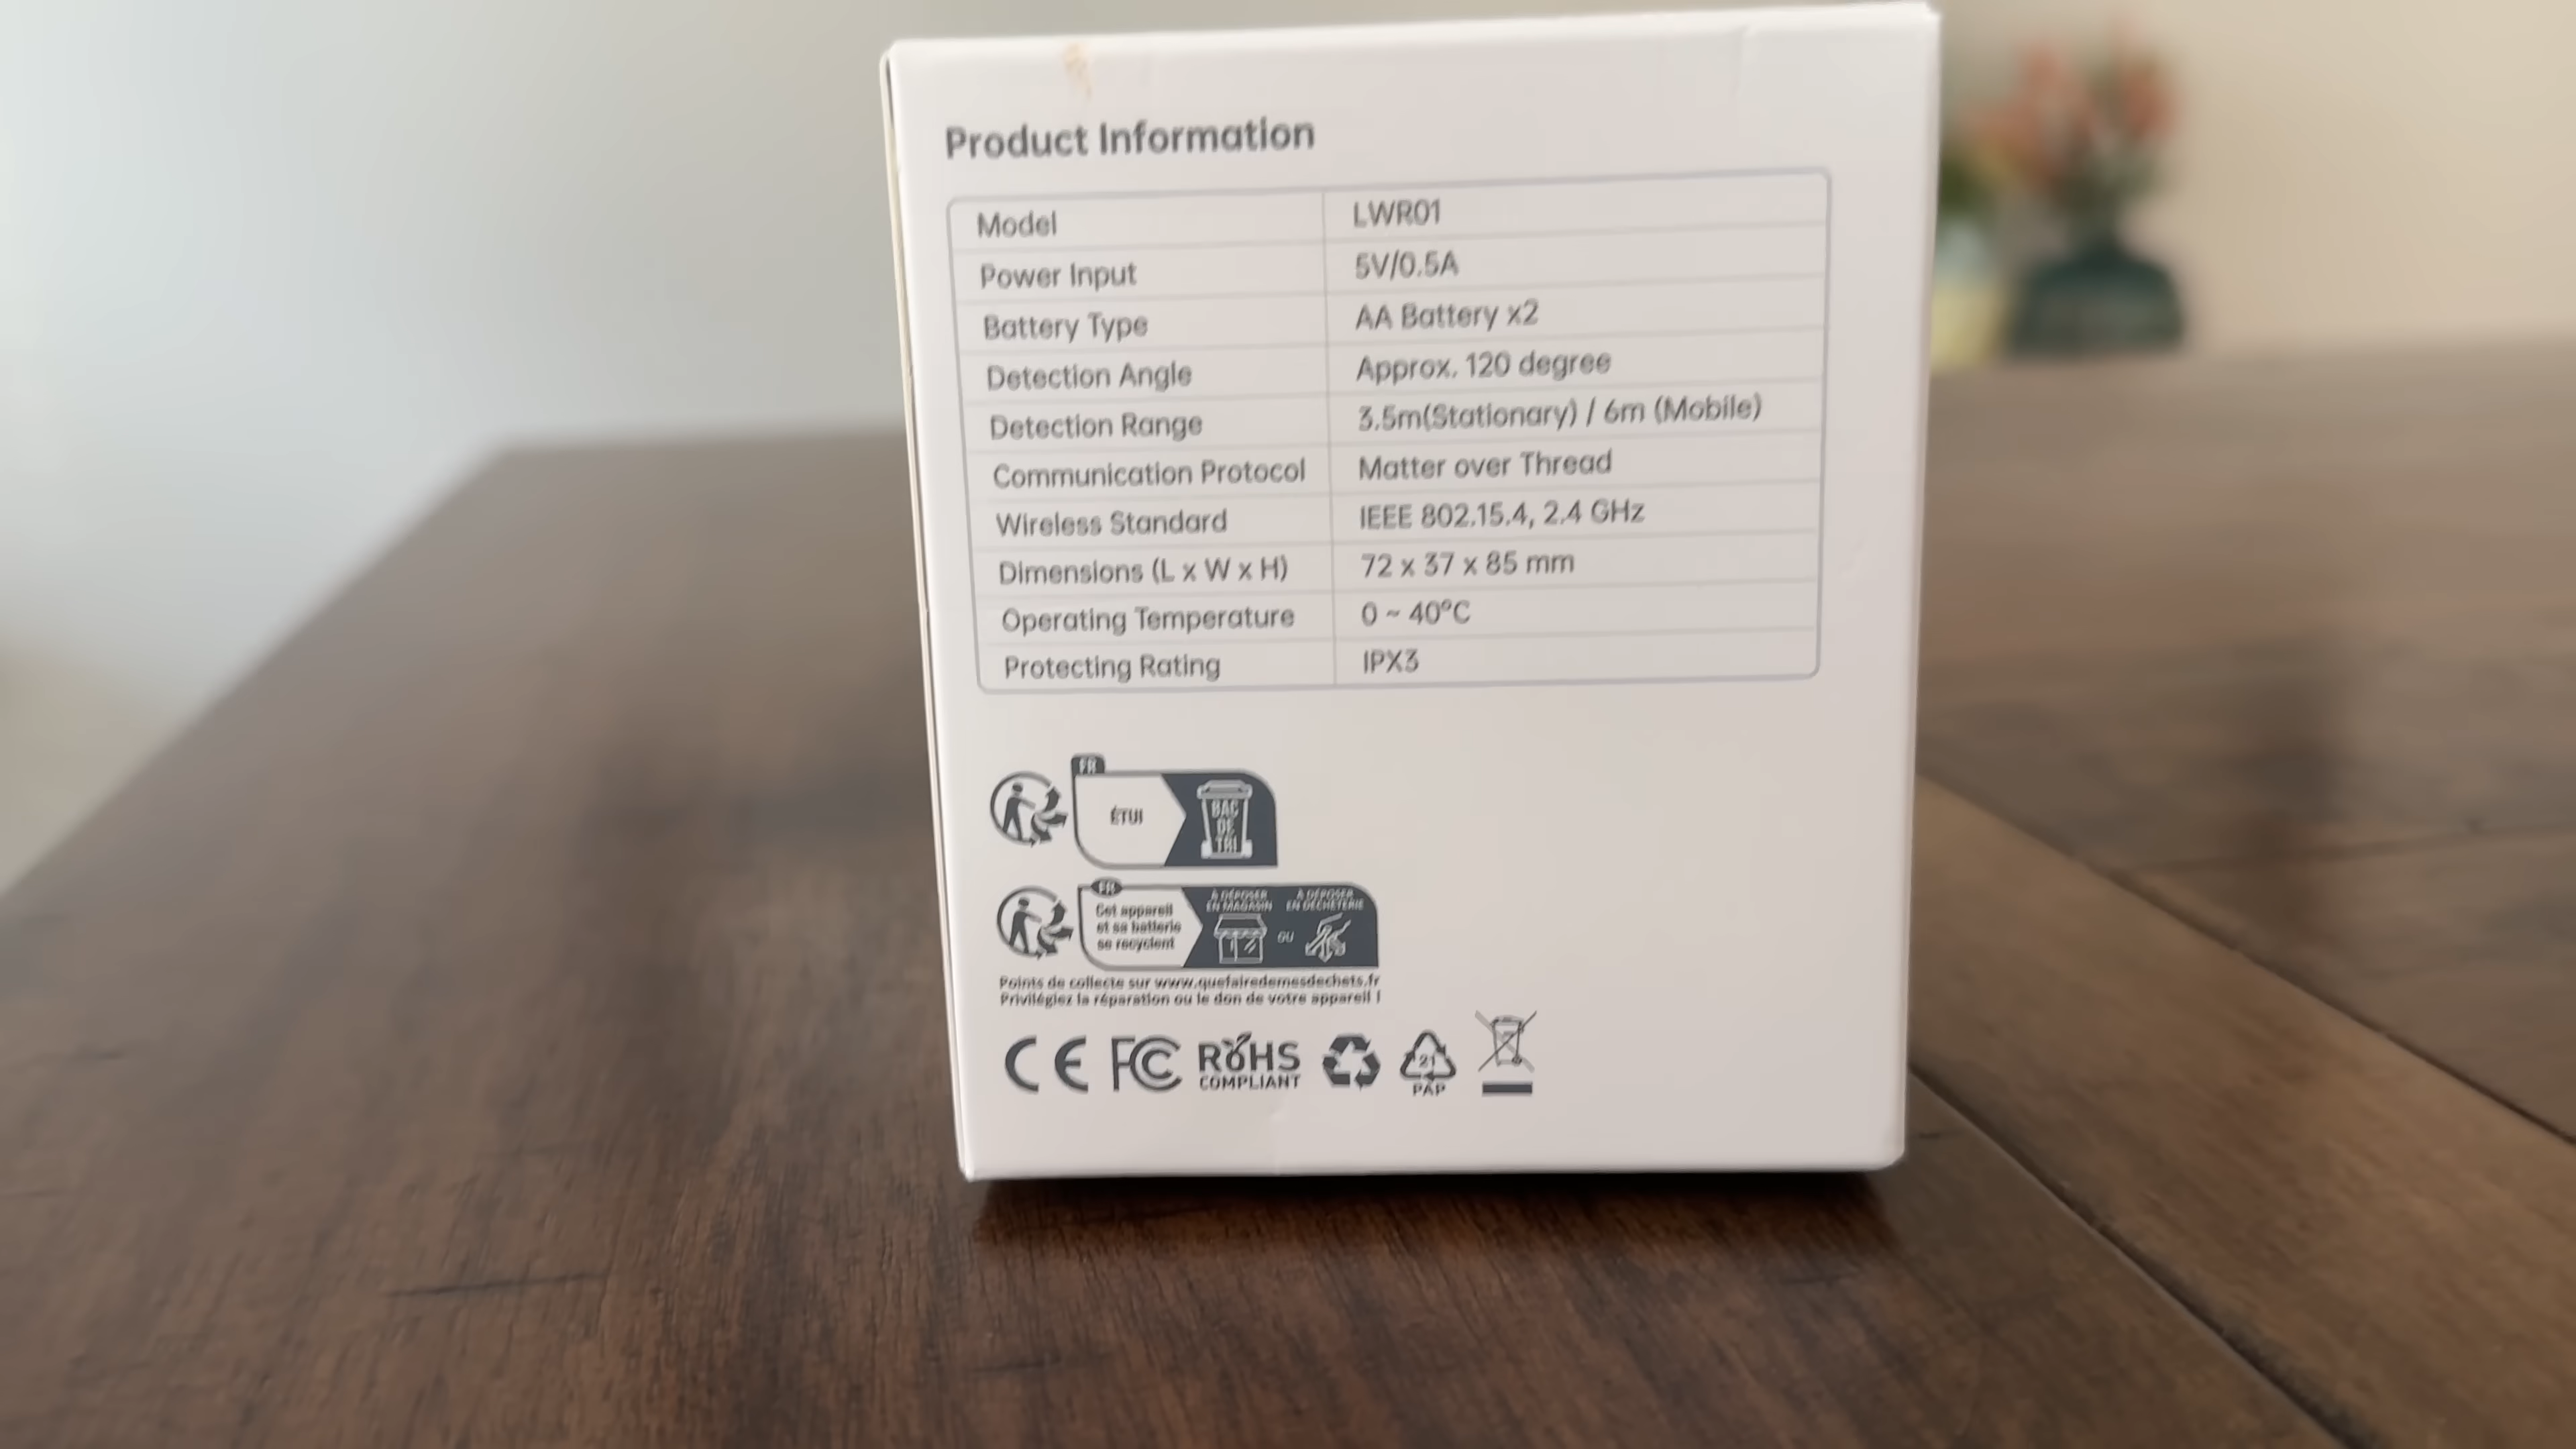 Product Information
Model LWR01
Power Input 5V/0.5A
Battery Type AA Battery x2
Detection Angle Approx. 120 degree
Detection Range 3.5m(Stationary) / 6m (Mobile)
Communication Protocol Matter over Thread
Wireless Standard IEEE 802.15.4, 2.4 GHz
Dimensions (L x W x H) 72 x 37 x 85 mm
Operating Temperature 0 ~ 40°C
Protecting Rating IPX3
FR
ÉTUI
BAC
DE
TRI
FR
Cet appareil
et sa batterie
se recyclent
À DÉPOSER
EN MAGASIN
OU
À DÉPOSER
EN DÉCHÈTERIE
Points de collecte sur www.quefairedemesdechets.fr
Privilégiez la réparation ou le don de votre appareil !
CE FC RoHS
COMPLIANT
21
PAP